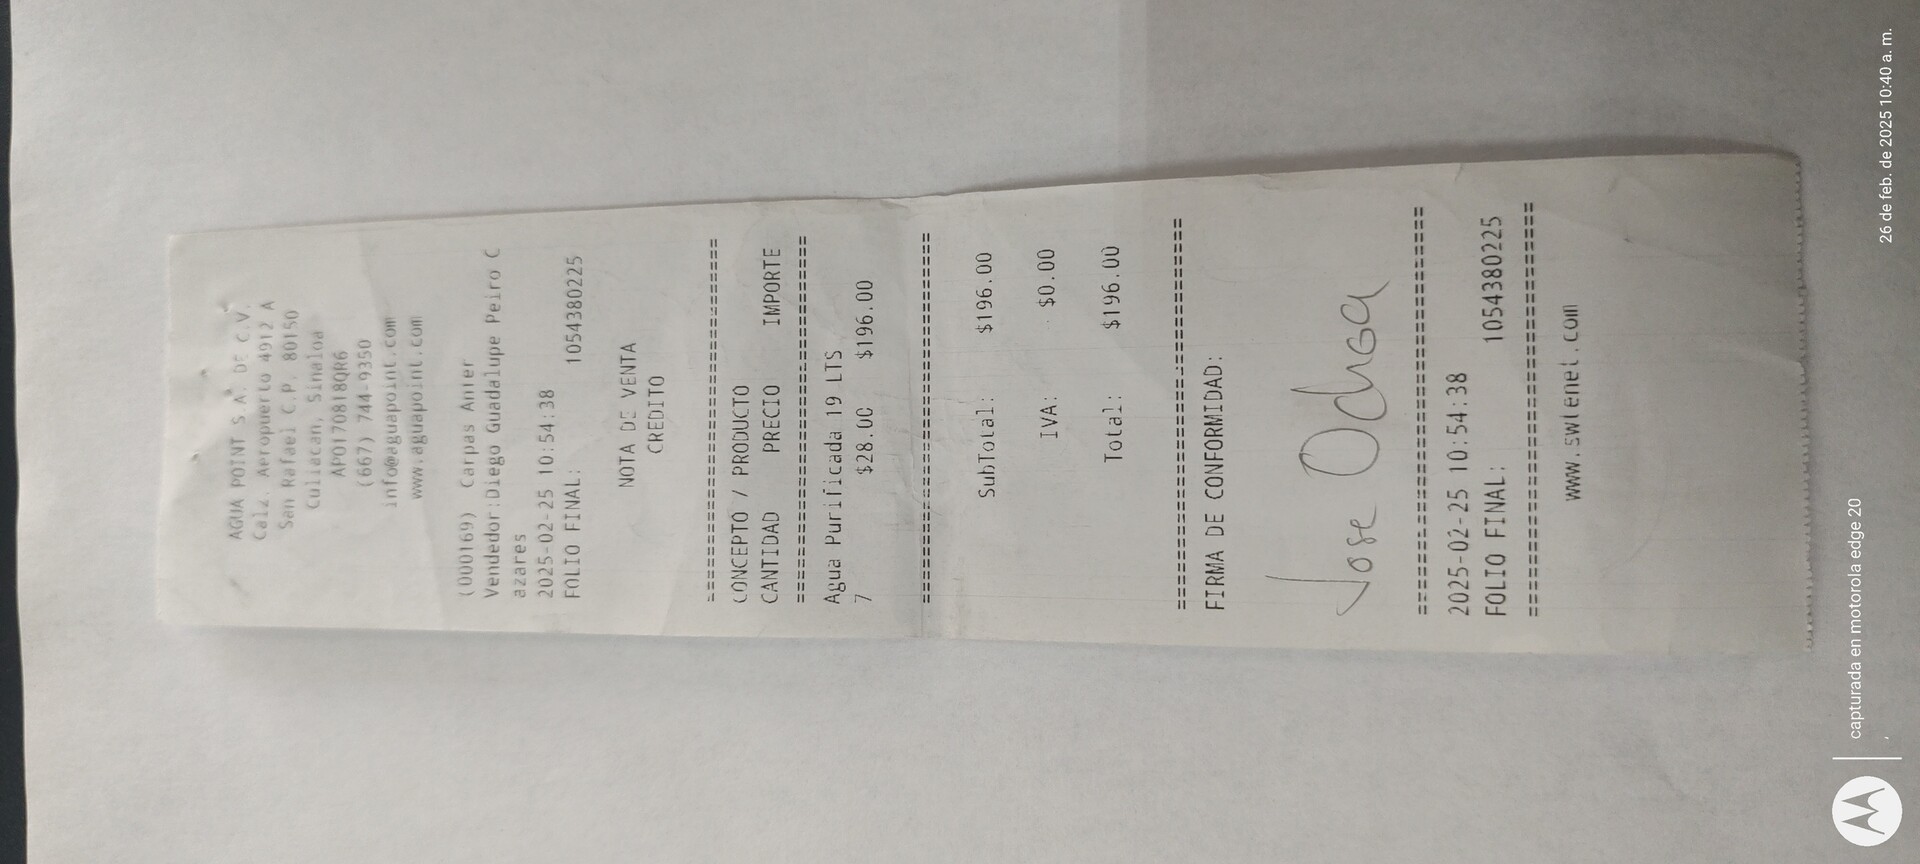 AGUA POINT S.A. DE C.V.
Calz. Aeropuerto 4912 A
San Rafael C.P. 80150
Culiacan, Sinaloa
APO170818QR6
(667) 744-9350
info@aguapoint.com
www.aguapoint.com
(000169) Carpas Anier
Vendedor:Diego Guadalupe Peiro C
azares
2025-02-25 10:54:38
FOLIO FINAL: 1054380225
NOTA DE VENTA
CREDITO
================================
CONCEPTO / PRODUCTO
CANTIDAD PRECIO IMPORTE
================================
Agua Purificada 19 LTS
7 $28.00 $196.00
================================
SubTotal: $196.00
IVA: $0.00
Total: $196.00
================================
FIRMA DE CONFORMIDAD:
Jose Ochoa
================================
2025-02-25 10:54:38
FOLIO FINAL: 1054380225
================================
www.swienet.com
capturada en motorola edge 20
26 de feb. de 2025 10:40 a. m.